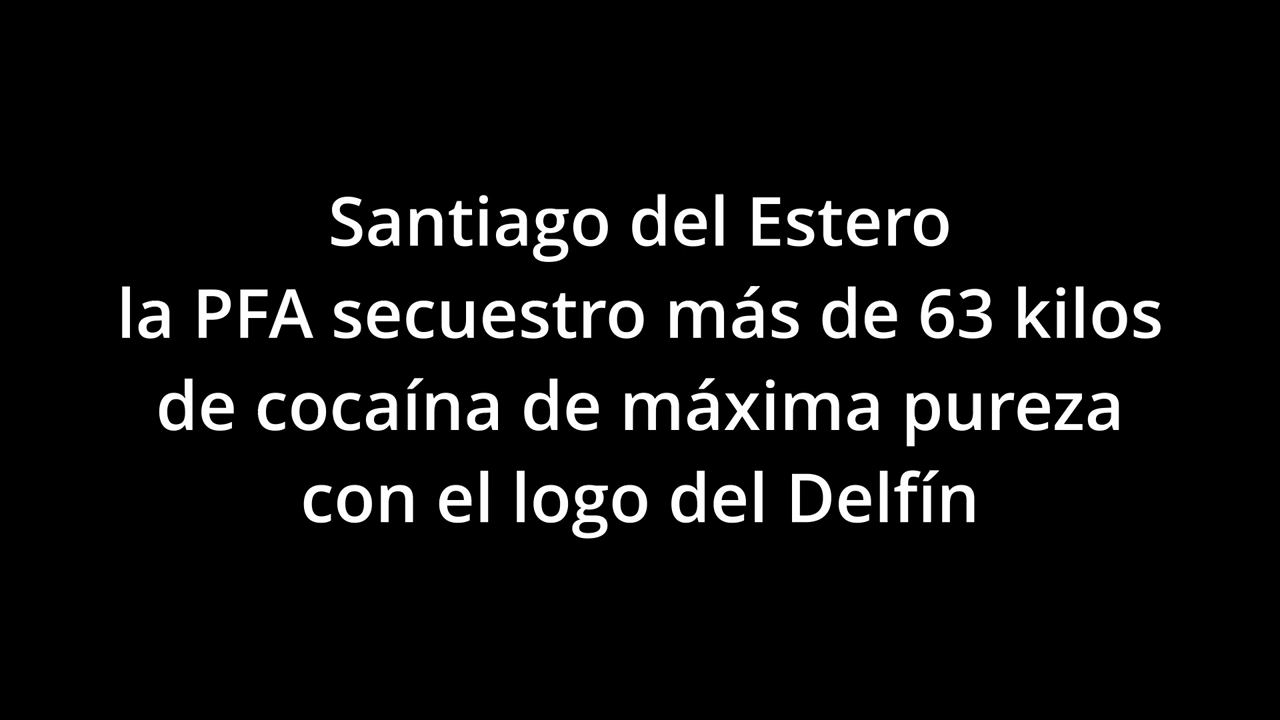 Santiago del Estero
la PFA secuestro más de 63 kilos
de cocaína de máxima pureza
con el logo del Delfín